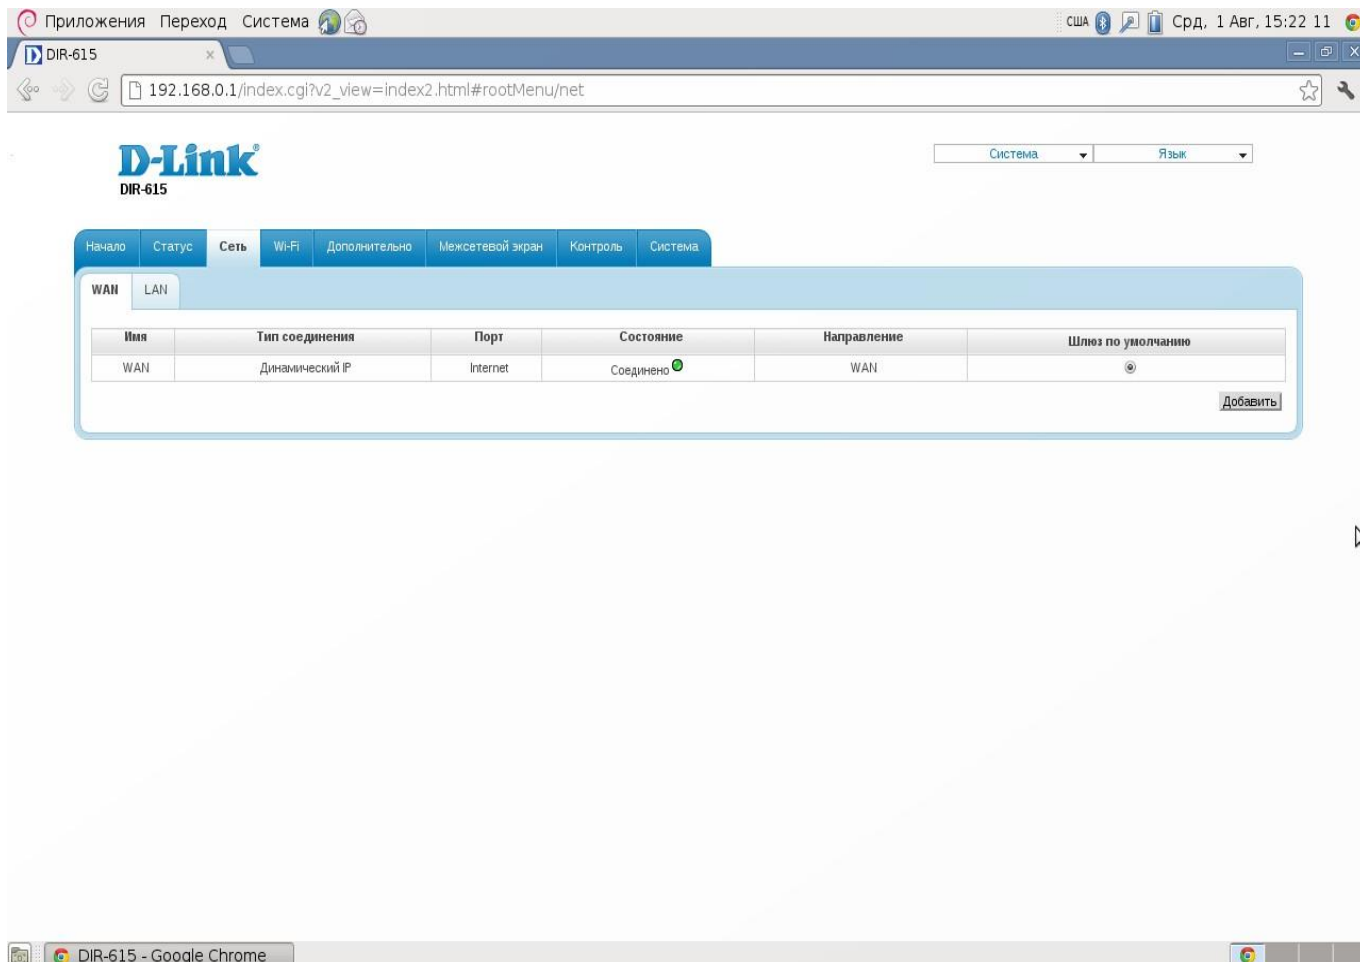 Приложения Переход Система США Срд, 1 Авг, 15:22 11
DIR-615
192.168.0.1/index.cgi?v2_view=index2.html#rootMenu/net
D-Link®
DIR-615
Система Язык
Начало Статус Сеть Wi-Fi Дополнительно Межсетевой экран Контроль Система
WAN LAN
Имя Тип соединения Порт Состояние Направление Шлюз по умолчанию
WAN Динамический IP Internet Соединено WAN
Добавить
DIR-615 - Google Chrome